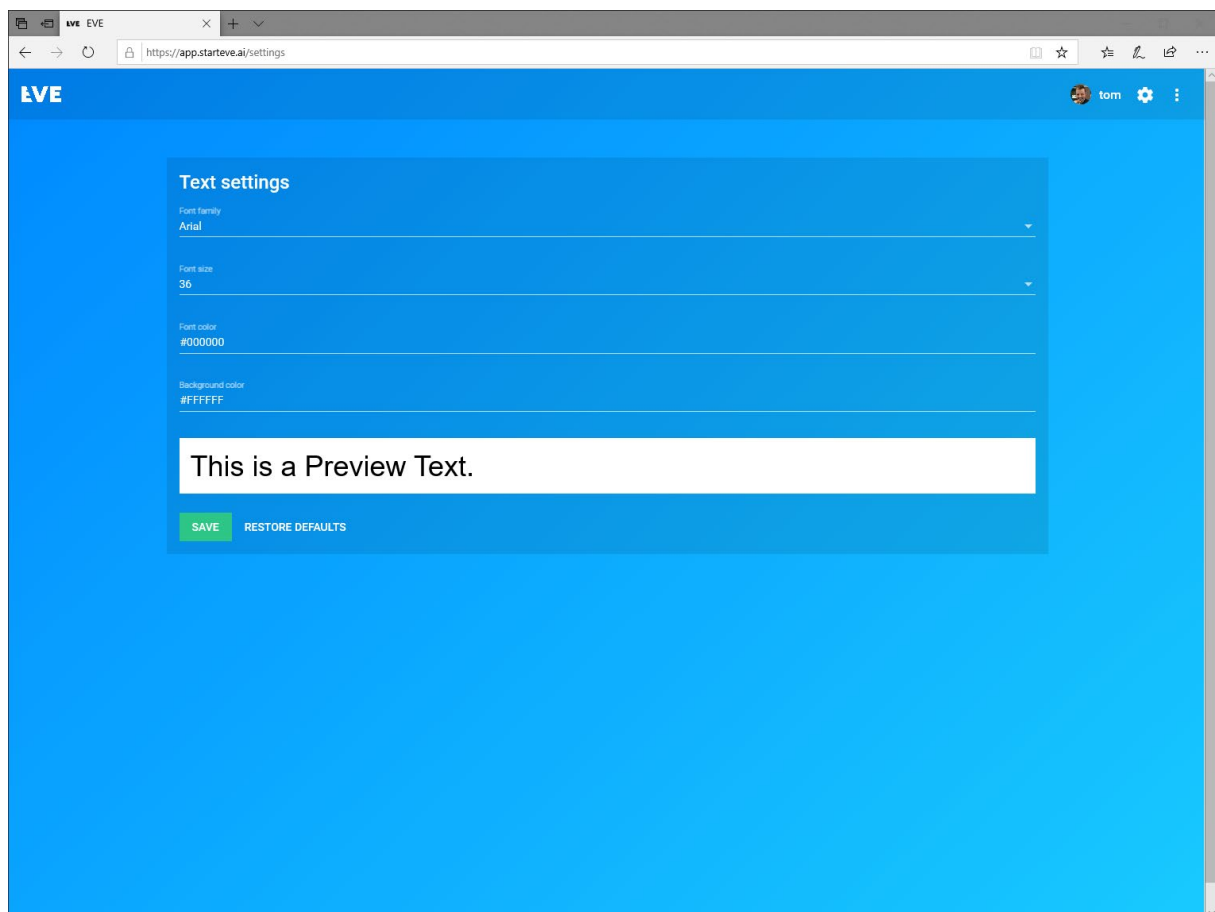 EVE EVE
https://app.starteve.ai/settings
EVE
tom
Text settings
Font family
Arial
Font size
36
Font color
#000000
Background color
#FFFFFF
This is a Preview Text.
SAVE RESTORE DEFAULTS